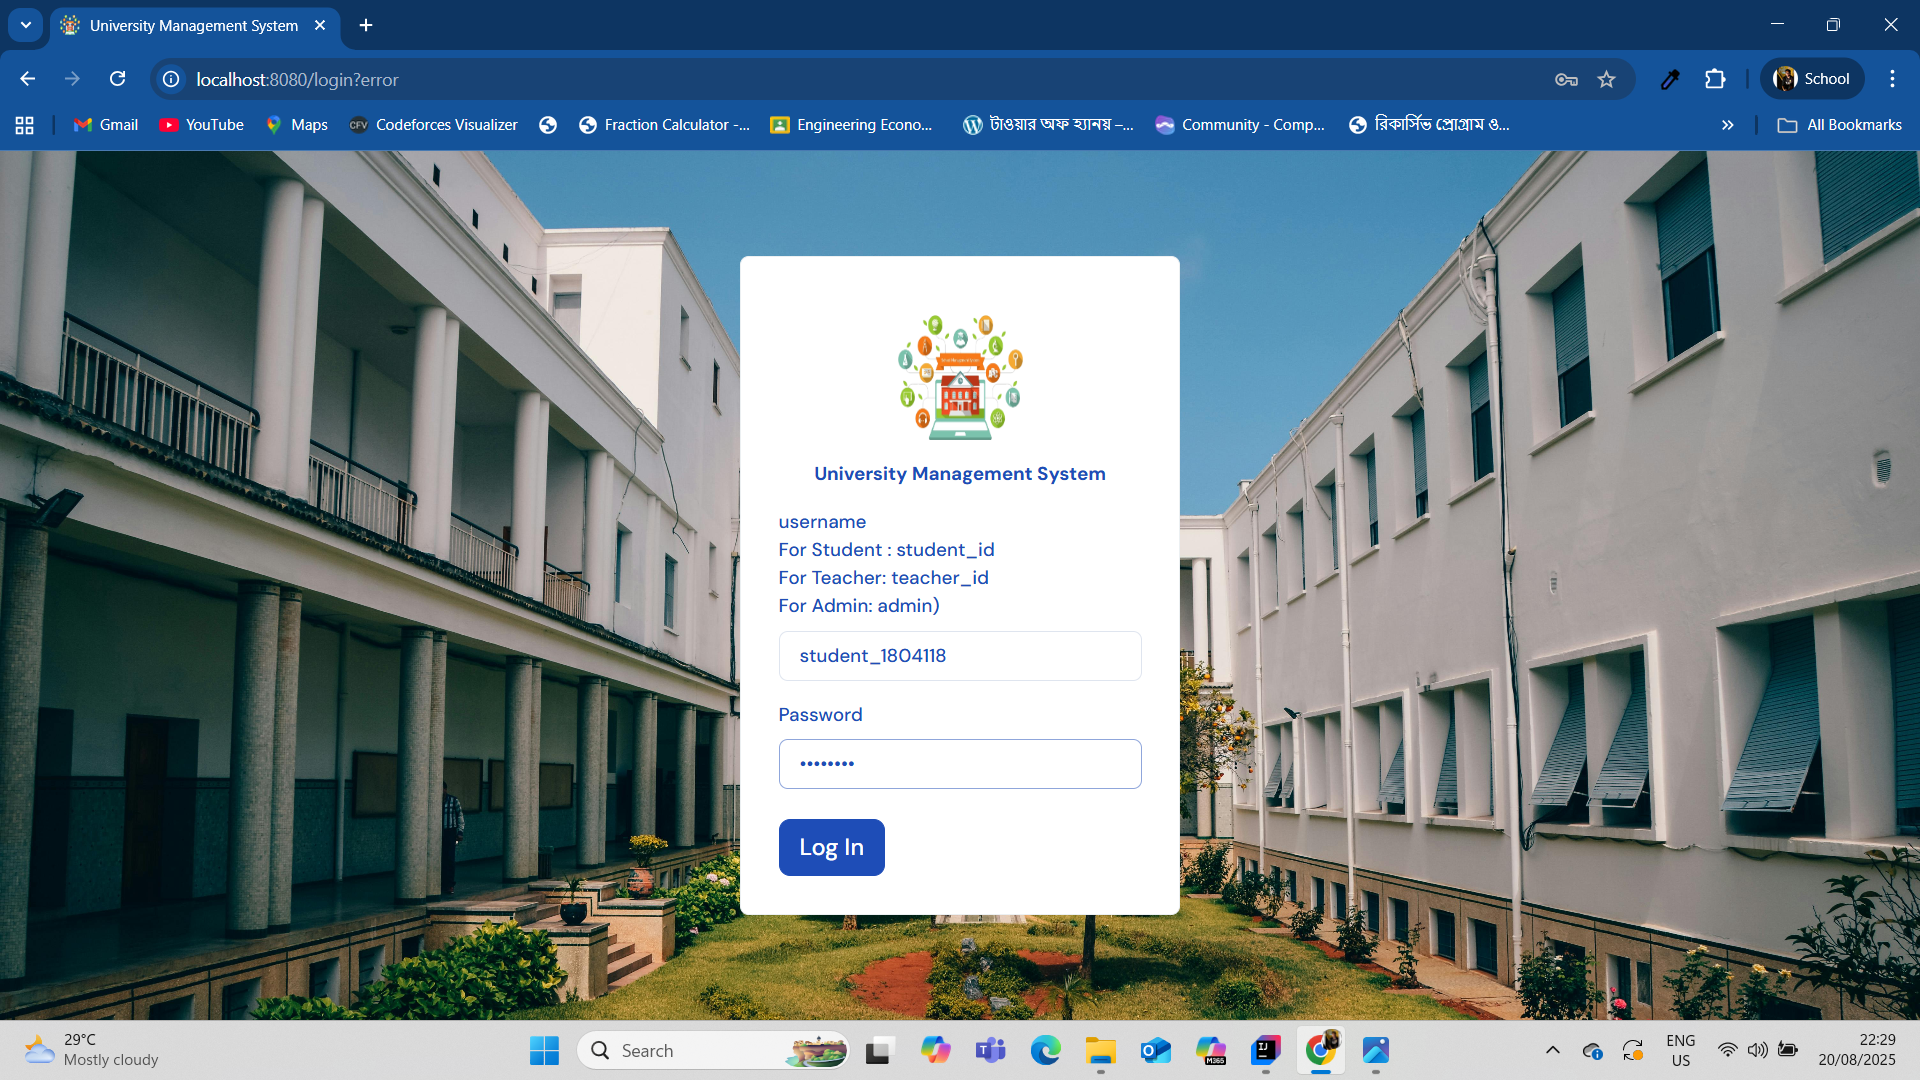 University Management System
localhost:8080/login?error
School
Gmail
YouTube
Maps
CFV
Codeforces Visualizer
Fraction Calculator -...
Engineering Econo...
টাওয়ার অফ হ্যানয় –...
Community - Comp...
রিকার্সিভ প্রোগ্রাম ও...
All Bookmarks
University Management System
username
For Student : student_id
For Teacher: teacher_id
For Admin: admin)
student_1804118
Password
••••••••
Log In
29°C
Mostly cloudy
Search
M365
ENG
US
22:29
20/08/2025